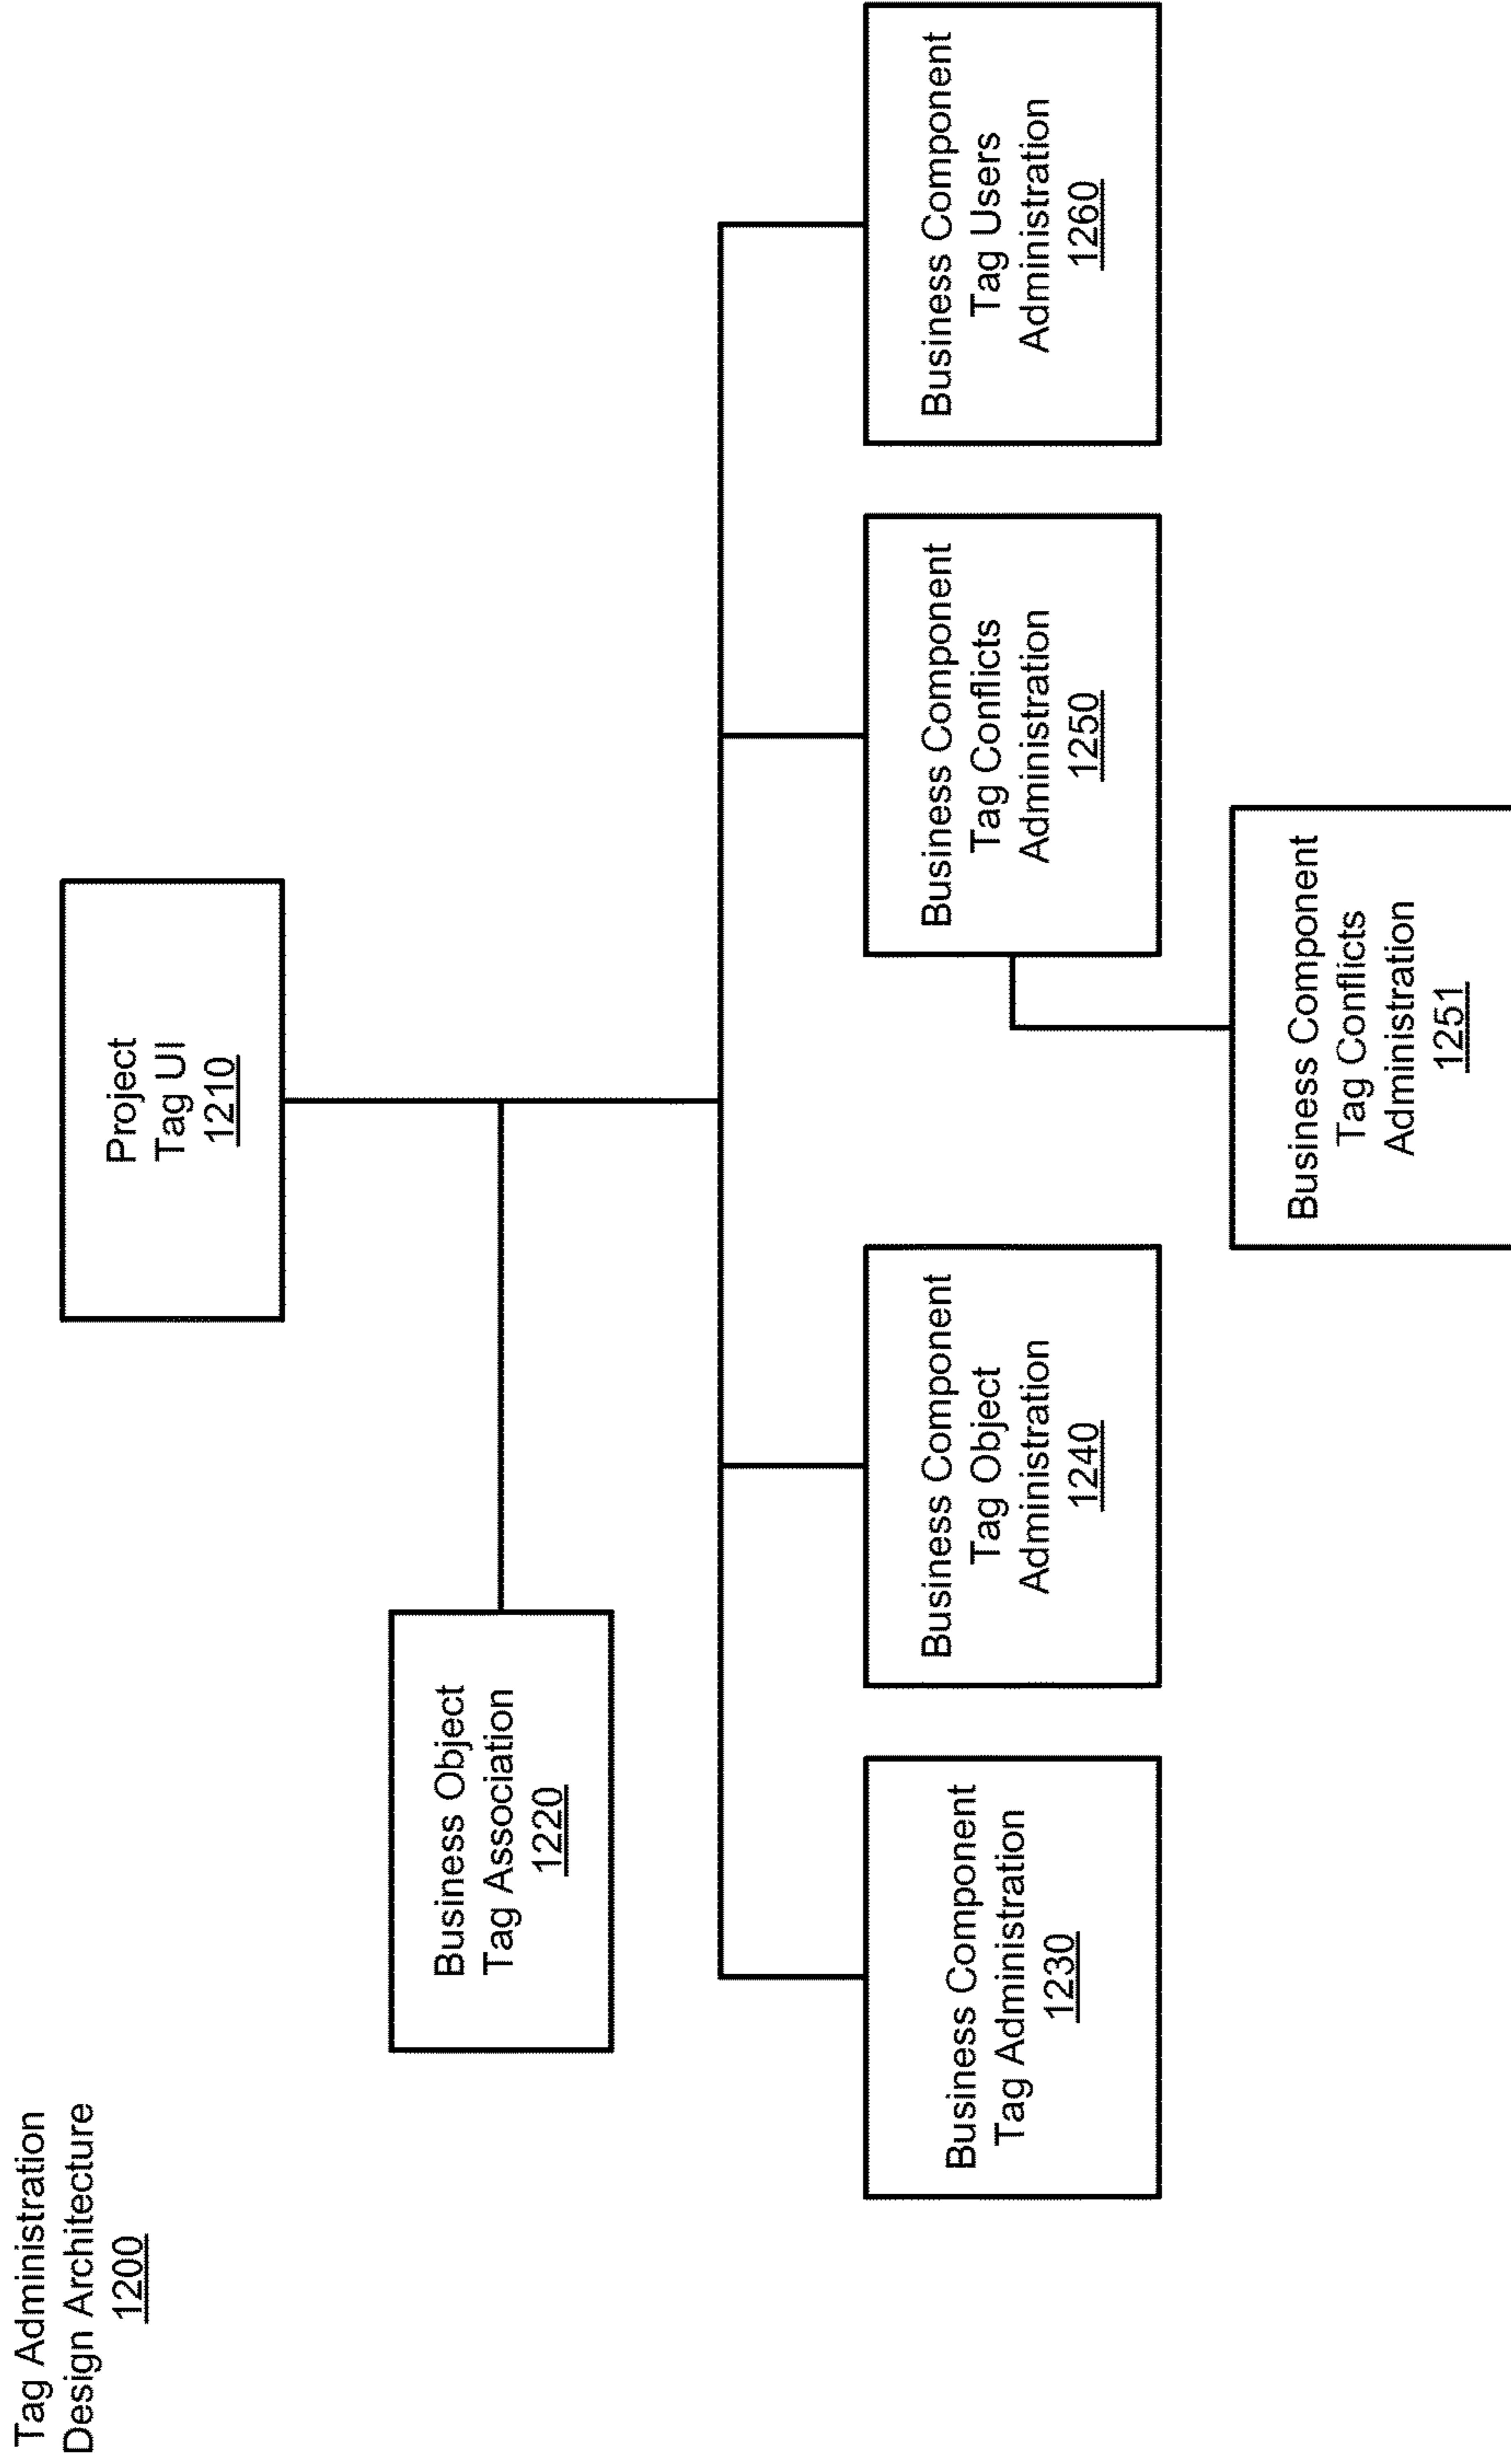 Tag Administration
Design Architecture
1200
Project
Tag UI
1210
Business Object
Tag Association
1220
Business Component
Tag Administration
1230
Business Component
Tag Object
Administration
1240
Business Component
Tag Conflicts
Administration
1250
Business Component
Tag Users
Administration
1260
Business Component
Tag Conflicts
Administration
1251